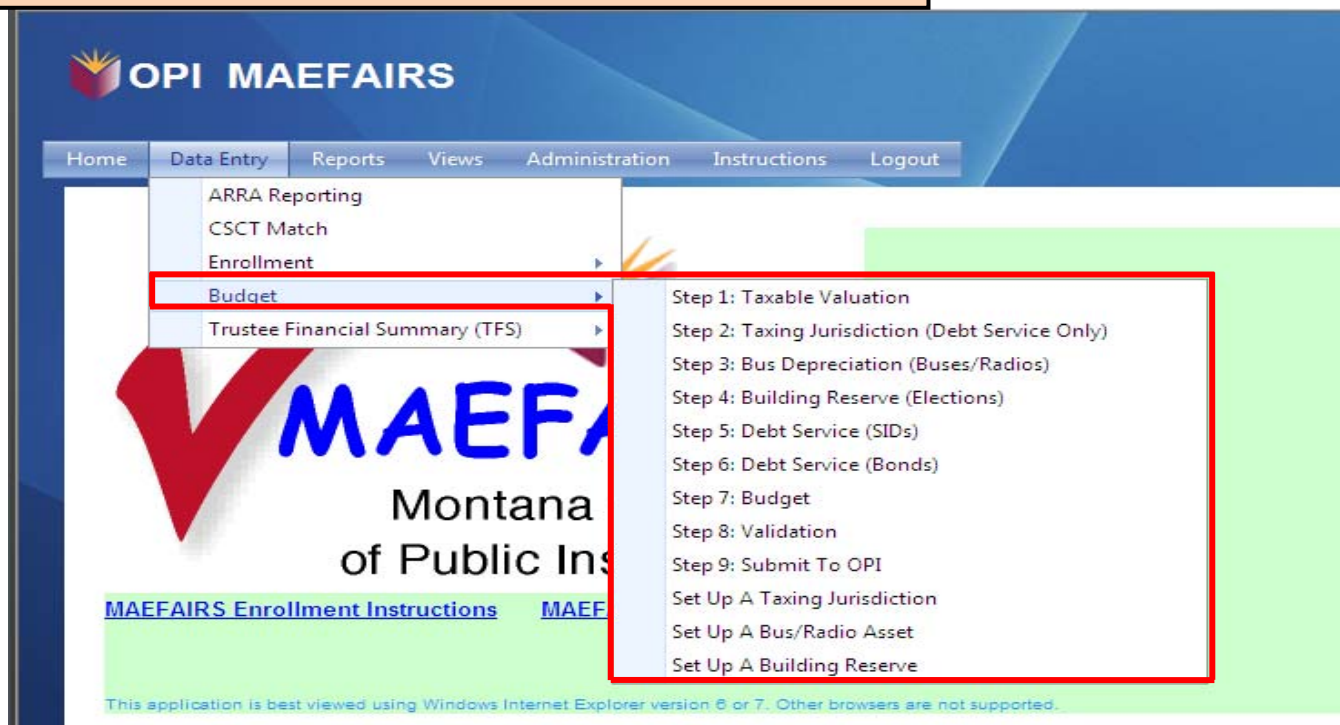 OPI MAEFAIRS
Home Data Entry Reports Views Administration Instructions Logout
ARRA Reporting
CSCT Match
Enrollment
Budget
Trustee Financial Summary (TFS)
Step 1: Taxable Valuation
Step 2: Taxing Jurisdiction (Debt Service Only)
Step 3: Bus Depreciation (Buses/Radios)
Step 4: Building Reserve (Elections)
Step 5: Debt Service (SIDs)
Step 6: Debt Service (Bonds)
Step 7: Budget
Step 8: Validation
Step 9: Submit To OPI
Set Up A Taxing Jurisdiction
Set Up A Bus/Radio Asset
Set Up A Building Reserve
MAEFA
Montana
of Public Ins
MAEFAIRS Enrollment Instructions MAEF
This application is best viewed using Windows Internet Explorer version 6 or 7. Other browsers are not supported.